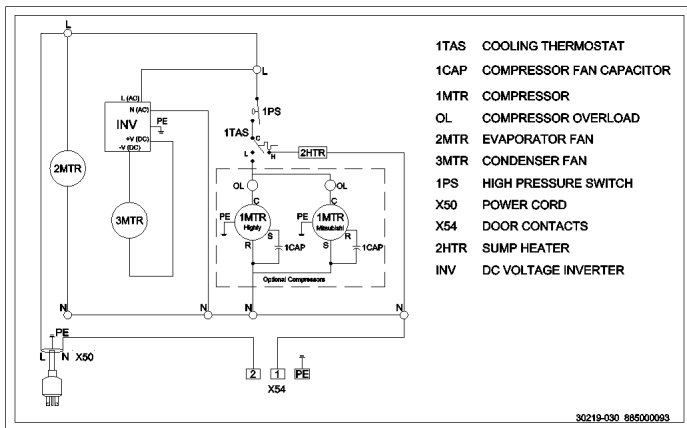 L
L
1TAS COOLING THERMOSTAT
1CAP COMPRESSOR FAN CAPACITOR
1MTR COMPRESSOR
OL COMPRESSOR OVERLOAD
2MTR EVAPORATOR FAN
3MTR CONDENSER FAN
1PS HIGH PRESSURE SWITCH
X50 POWER CORD
X54 DOOR CONTACTS
2HTR SUMP HEATER
INV DC VOLTAGE INVERTER
L (AC)
N (AC)
PE
INV
+V (DC)
-V (DC)
1PS
1TAS
C
L
H
2HTR
2MTR
3MTR
OL
OL
C
C
PE
1MTR
Highly
S
R
1CAP
PE
1MTR
Mitsubishi
R
S
1CAP
Optional Compressors
N
N
N
N
PE
L
N
X50
2
1
PE
X54
30219-030 885000093